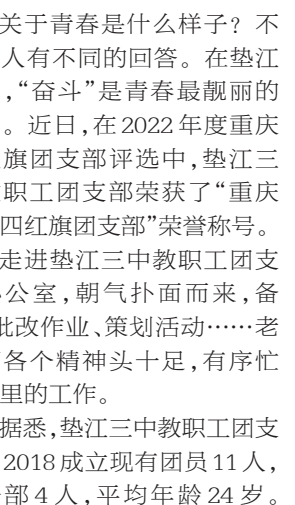 关于青春是什么样子？不
人有不同的回答。在垫江
,“奋斗”是青春最靓丽的
。近日,在2022年度重庆
旗团支部评选中,垫江三
职工团支部荣获了“重庆
四红旗团支部”荣誉称号。
走进垫江三中教职工团支
公室,朝气扑面而来,备
批改作业、策划活动……老
各个精神头十足,有序忙
里的工作。
据悉,垫江三中教职工团支
2018成立现有团员11人,
部4人,平均年龄24岁。